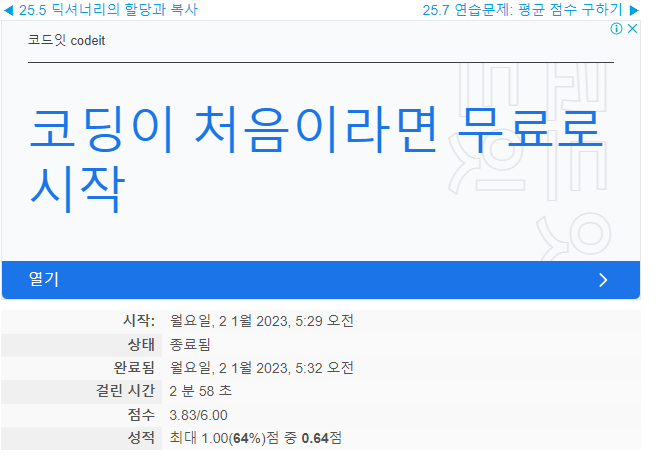 ◀ 25.5 딕셔너리의 할당과 복사
25.7 연습문제: 평균 점수 구하기 ▶
코드잇 codeit
코딩이 처음이라면 무료로
시작
코드잇
열기
시작: 월요일, 2 1월 2023, 5:29 오전
상태 종료됨
완료됨 월요일, 2 1월 2023, 5:32 오전
걸린 시간 2 분 58 초
점수 3.83/6.00
성적 최대 1.00(64%)점 중 0.64점